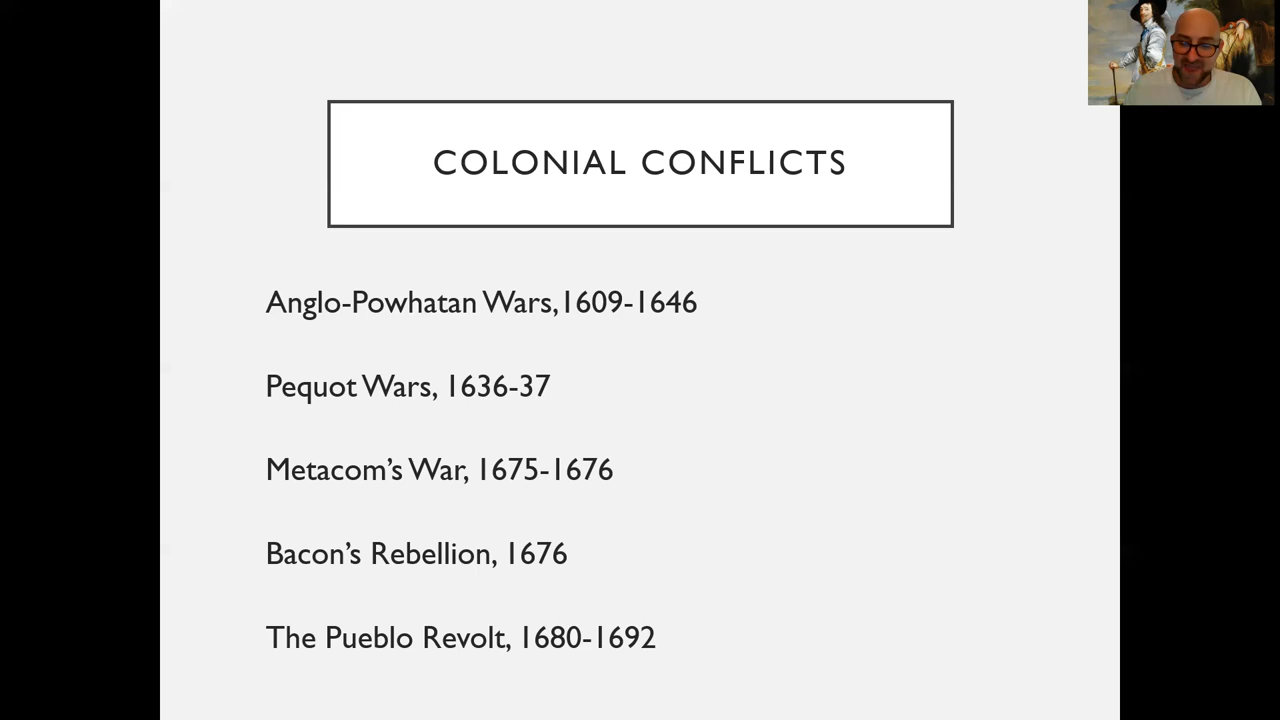 COLONIAL CONFLICTS
Anglo-Powhatan Wars,1609-1646
Pequot Wars, 1636-37
Metacom’s War, 1675-1676
Bacon’s Rebellion, 1676
The Pueblo Revolt, 1680-1692